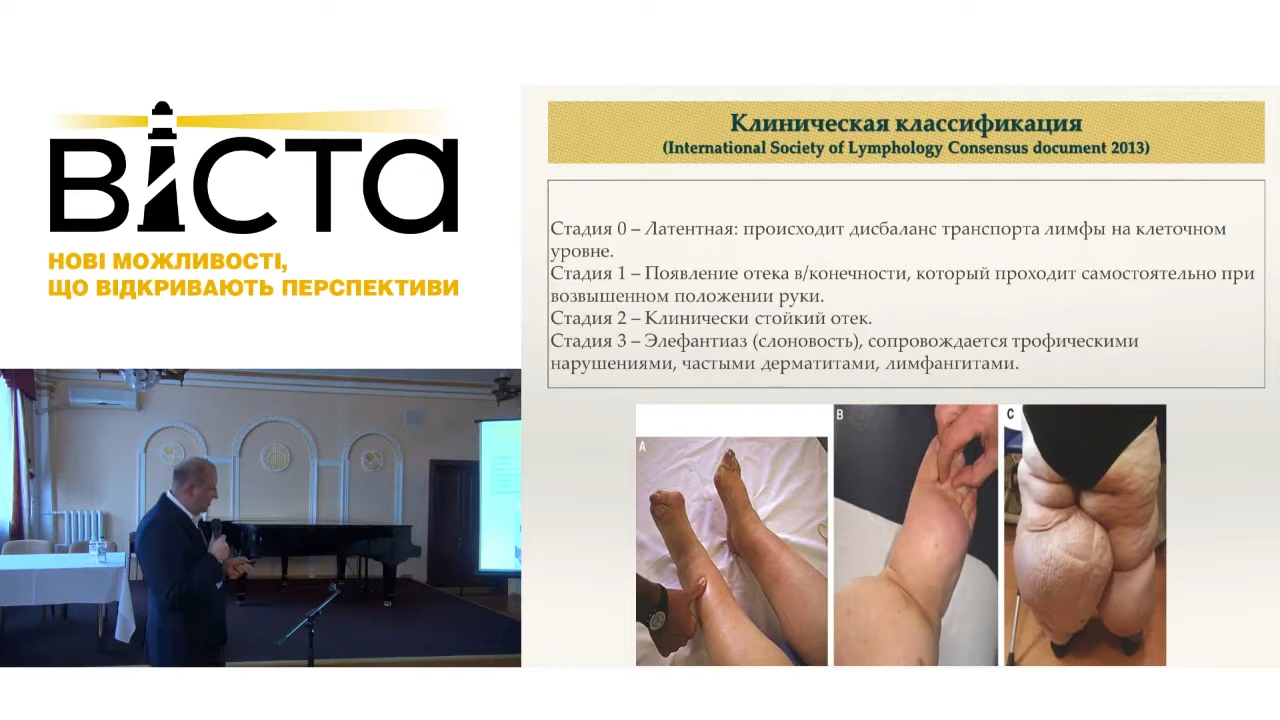 вiста
НОВІ МОЖЛИВОСТІ,
ЩО ВІДКРИВАЮТЬ ПЕРСПЕКТИВИ
Клиническая классификация
(International Society of Lymphology Consensus document 2013)
Стадия 0 – Латентная: происходит дисбаланс транспорта лимфы на клеточном
уровне.
Стадия 1 – Появление отека в/конечности, который проходит самостоятельно при
возвышенном положении руки.
Стадия 2 – Клинически стойкий отек.
Стадия 3 – Элефантиаз (слоновость), сопровождается трофическими
нарушениями, частыми дерматитами, лимфангитами.
A
B
C